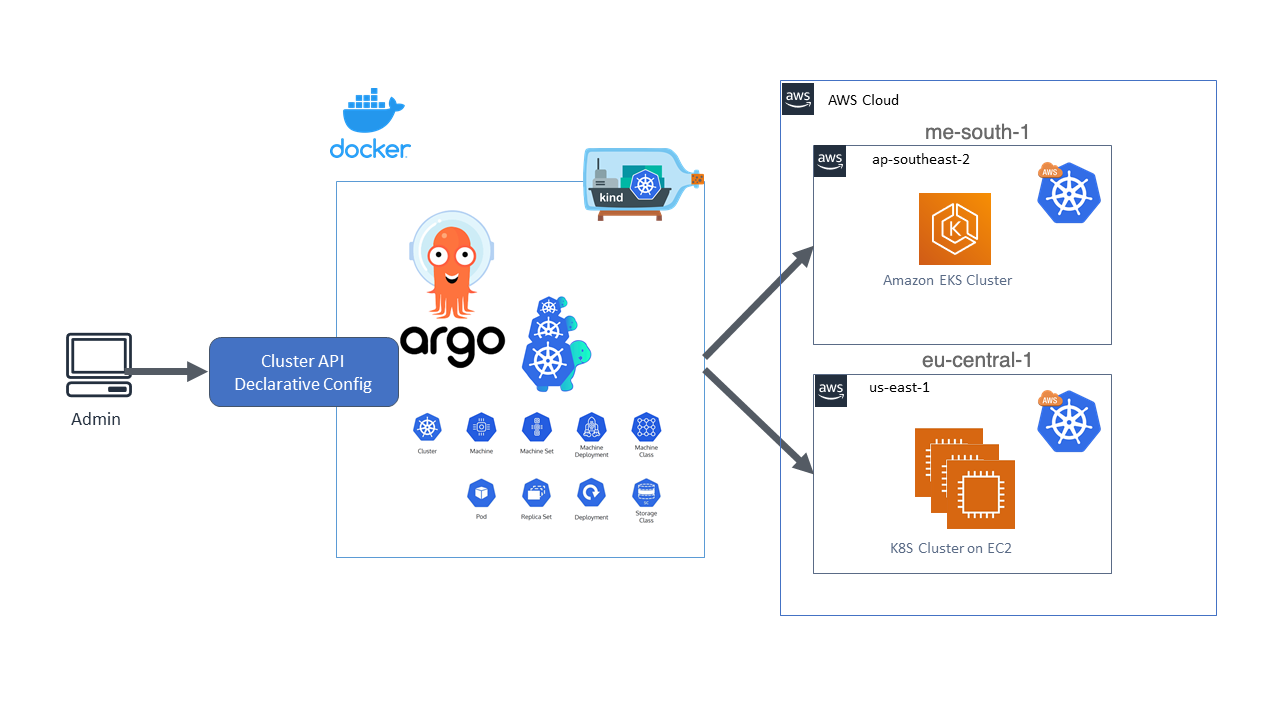 docker
kind
argo
Admin
Cluster API
Declarative Config
Cluster
Machine
Machine Set
Machine
Deployment
Machine
Class
Pod
Replica Set
Deployment
Storage
Class
aws
AWS Cloud
me-south-1
aws
ap-southeast-2
AWS
Amazon EKS Cluster
eu-central-1
aws
us-east-1
AWS
K8S Cluster on EC2